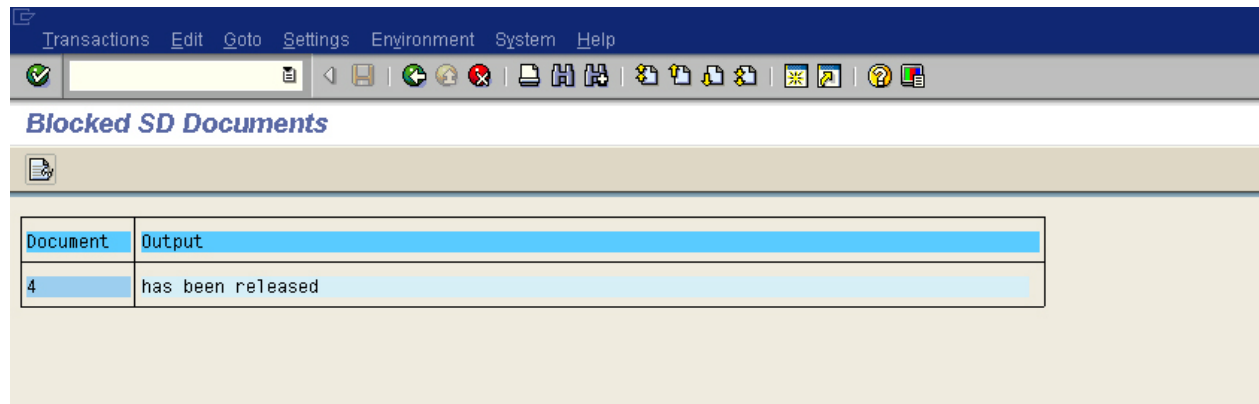 Transactions Edit Goto Settings Environment System Help
Blocked SD Documents
Document Output
4 has been released